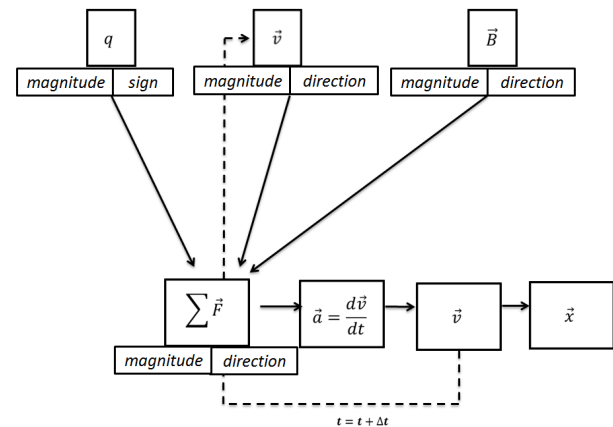 q
v⃗
B⃗
magnitude sign
magnitude direction
magnitude direction
∑ F⃗
a⃗ = dv⃗/dt
v⃗
x⃗
magnitude direction
t = t + Δt